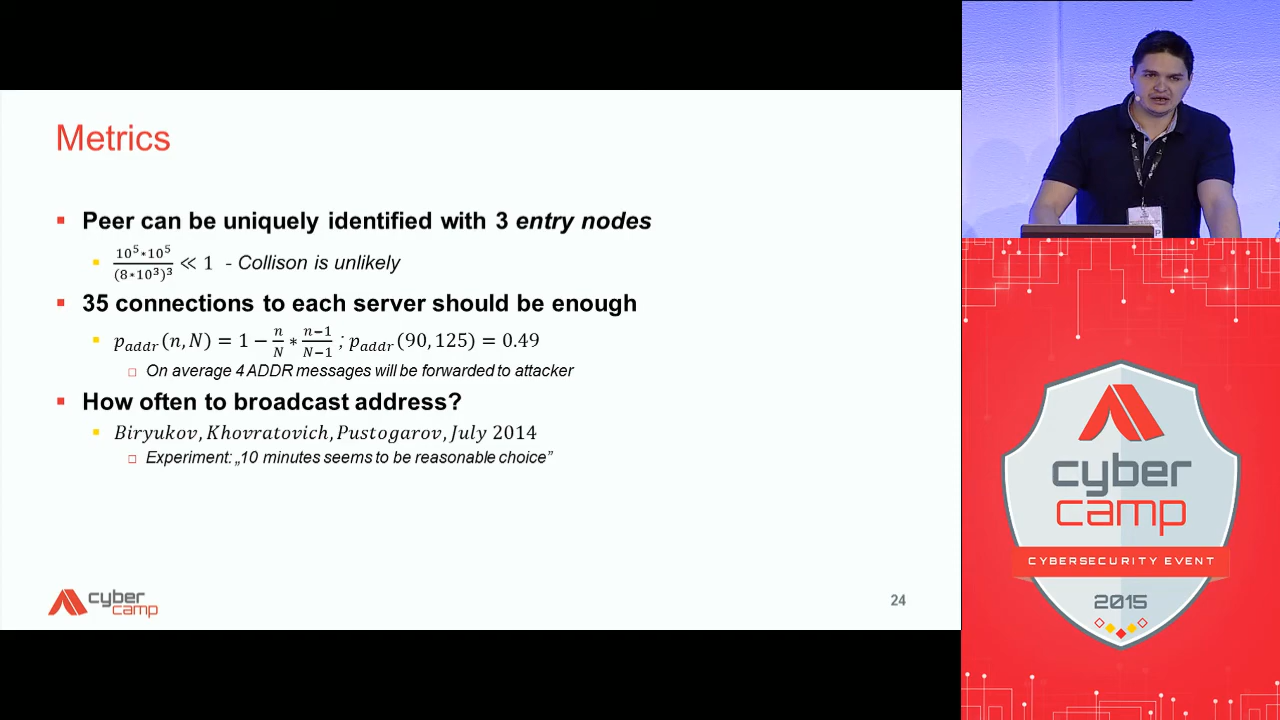 Metrics
Peer can be uniquely identified with 3 entry nodes
10⁵∗10⁵/(8∗10³)³ ≪ 1 - Collison is unlikely
35 connections to each server should be enough
p_addr(n, N) = 1 − n/N ∗ n−1/N−1 ; p_addr(90, 125) = 0.49
On average 4 ADDR messages will be forwarded to attacker
How often to broadcast address?
Biryukov, Khovratovich, Pustogarov, July 2014
Experiment: „10 minutes seems to be reasonable choice”
cyber
camp
24
cyber
camp
CYBERSECURITY EVENT
2015